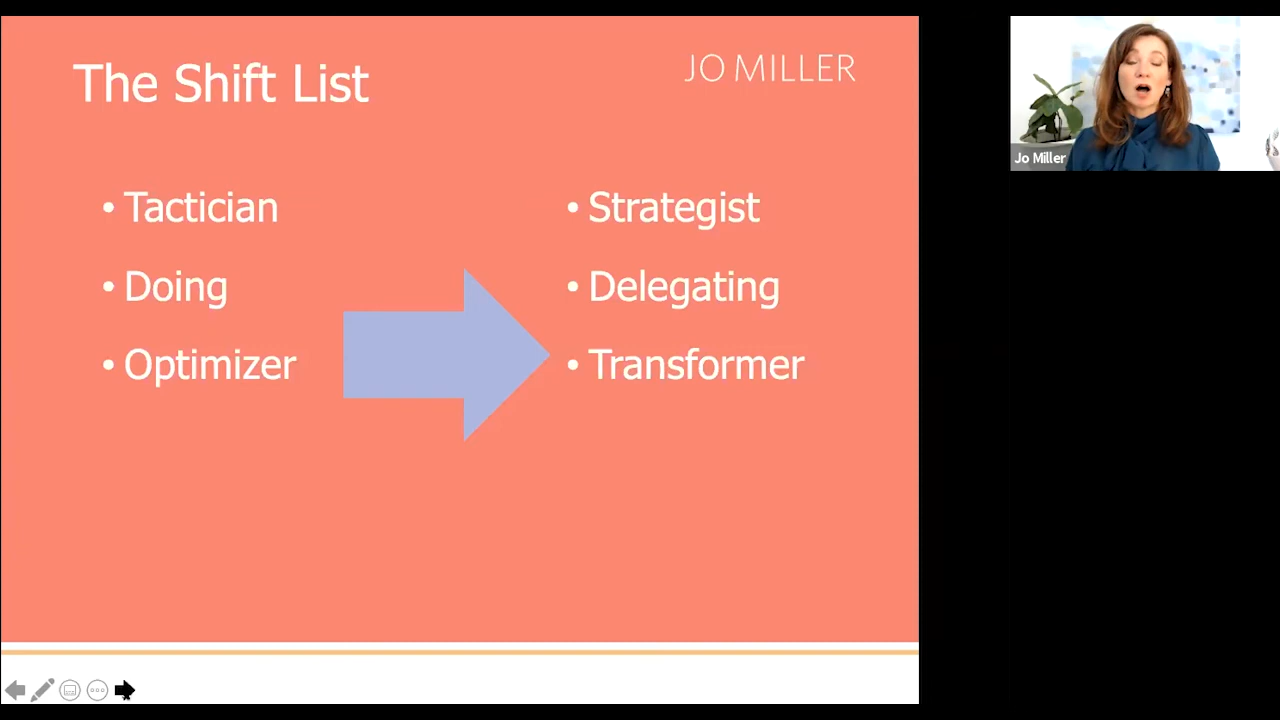 The Shift List
JO MILLER
• Tactician
• Doing
• Optimizer
• Strategist
• Delegating
• Transformer
Jo Miller